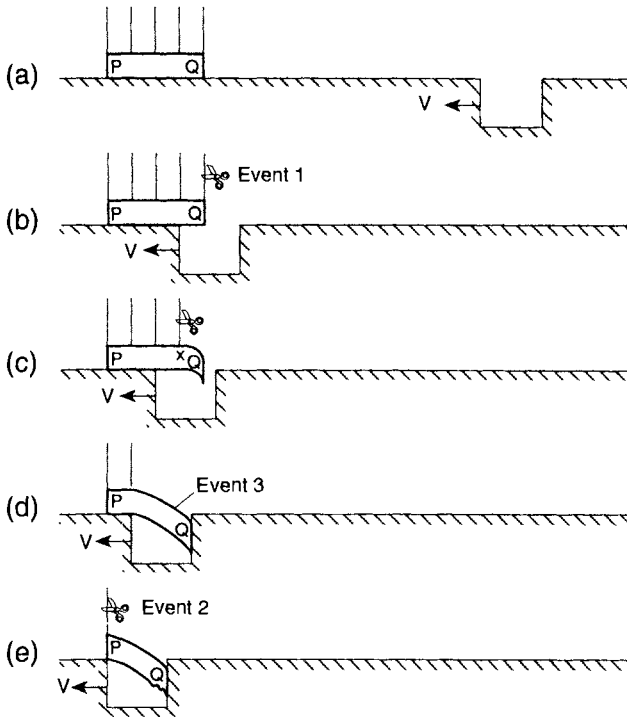 (a) P Q V
(b) P Q Event 1 V
(c) P x Q V
(d) P Q Event 3 V
(e) P Q Event 2 V